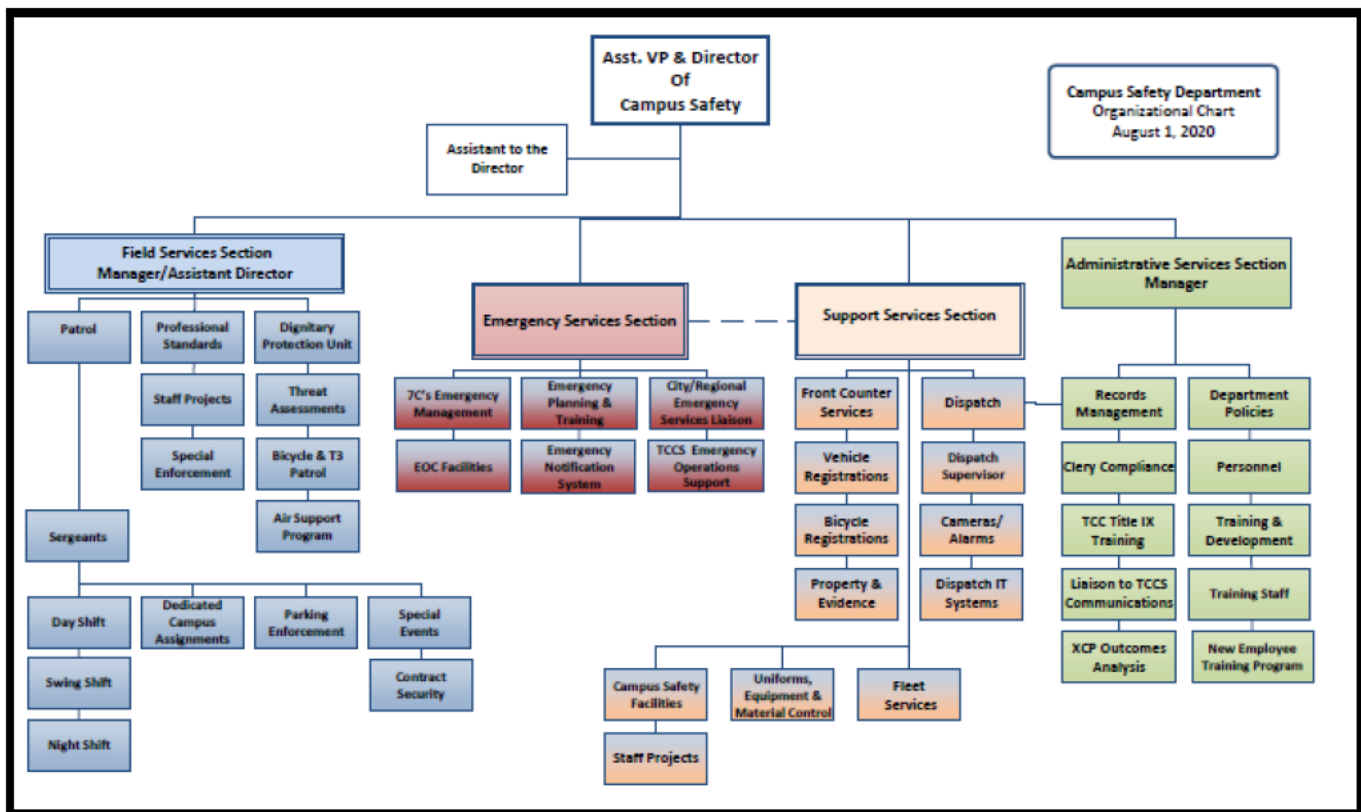 Asst. VP & Director
Of
Campus Safety
Campus Safety Department
Organizational Chart
August 1, 2020
Assistant to the
Director
Field Services Section
Manager/Assistant Director
Emergency Services Section
Support Services Section
Administrative Services Section
Manager
Patrol
Professional
Standards
Dignitary
Protection Unit
Staff Projects
Threat
Assessments
Special
Enforcement
Bicycle & T3
Patrol
Air Support
Program
Sergeants
Day Shift
Dedicated
Campus
Assignments
Parking
Enforcement
Special
Events
Swing Shift
Contract
Security
Night Shift
7C's Emergency
Management
Emergency
Planning &
Training
City/Regional
Emergency
Services Liaison
EOC Facilities
Emergency
Notification
System
TCCS Emergency
Operations
Support
Front Counter
Services
Dispatch
Vehicle
Registrations
Dispatch
Supervisor
Bicycle
Registrations
Cameras/
Alarms
Property &
Evidence
Dispatch IT
Systems
Campus Safety
Facilities
Uniforms,
Equipment &
Material Control
Fleet
Services
Staff Projects
Records
Management
Department
Policies
Clery Compliance
Personnel
TCC Title IX
Training
Training &
Development
Liaison to TCCS
Communications
Training Staff
XCP Outcomes
Analysis
New Employee
Training Program